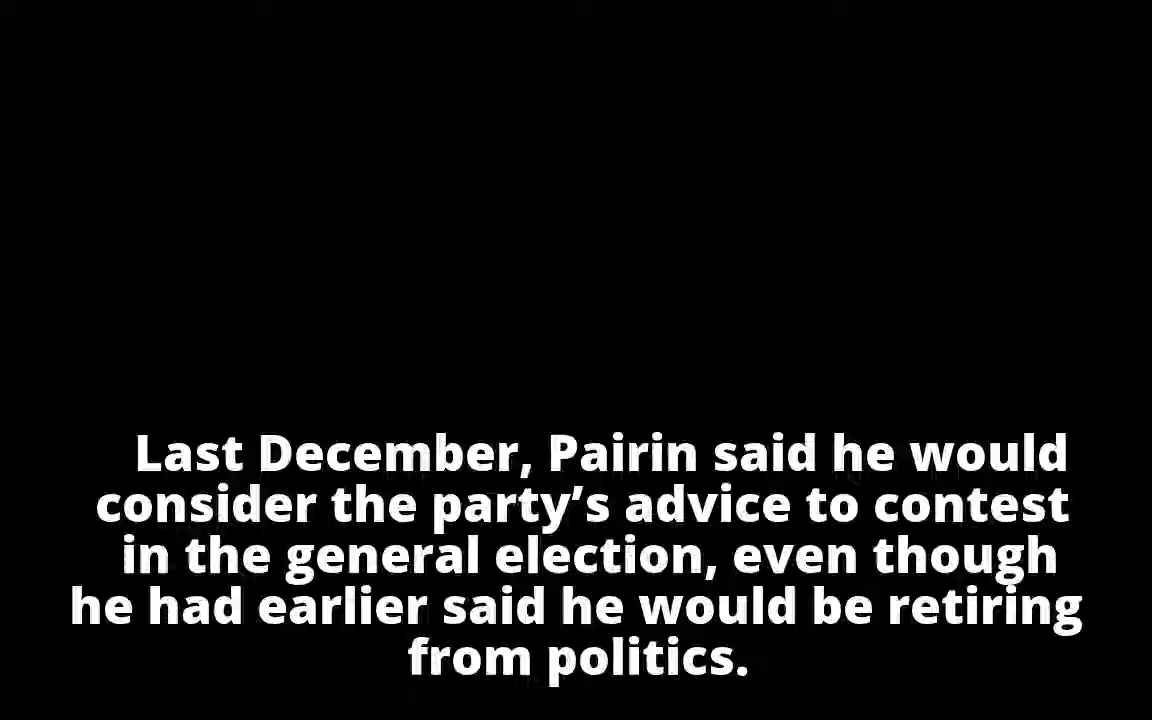 Last December, Pairin said he would
consider the party’s advice to contest
in the general election, even though
he had earlier said he would be retiring
from politics.